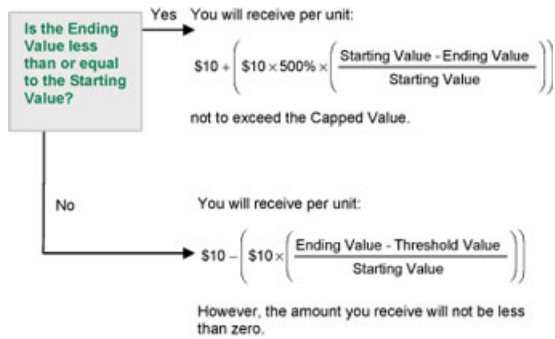 Is the Ending
Value less
than or equal
to the Starting
Value?
Yes
You will receive per unit:
$10 + ( $10 × 500% × ( Starting Value - Ending Value
Starting Value ) )
not to exceed the Capped Value.
No
You will receive per unit:
$10 – ( $10 × ( Ending Value - Threshold Value
Starting Value ) )
However, the amount you receive will not be less
than zero.